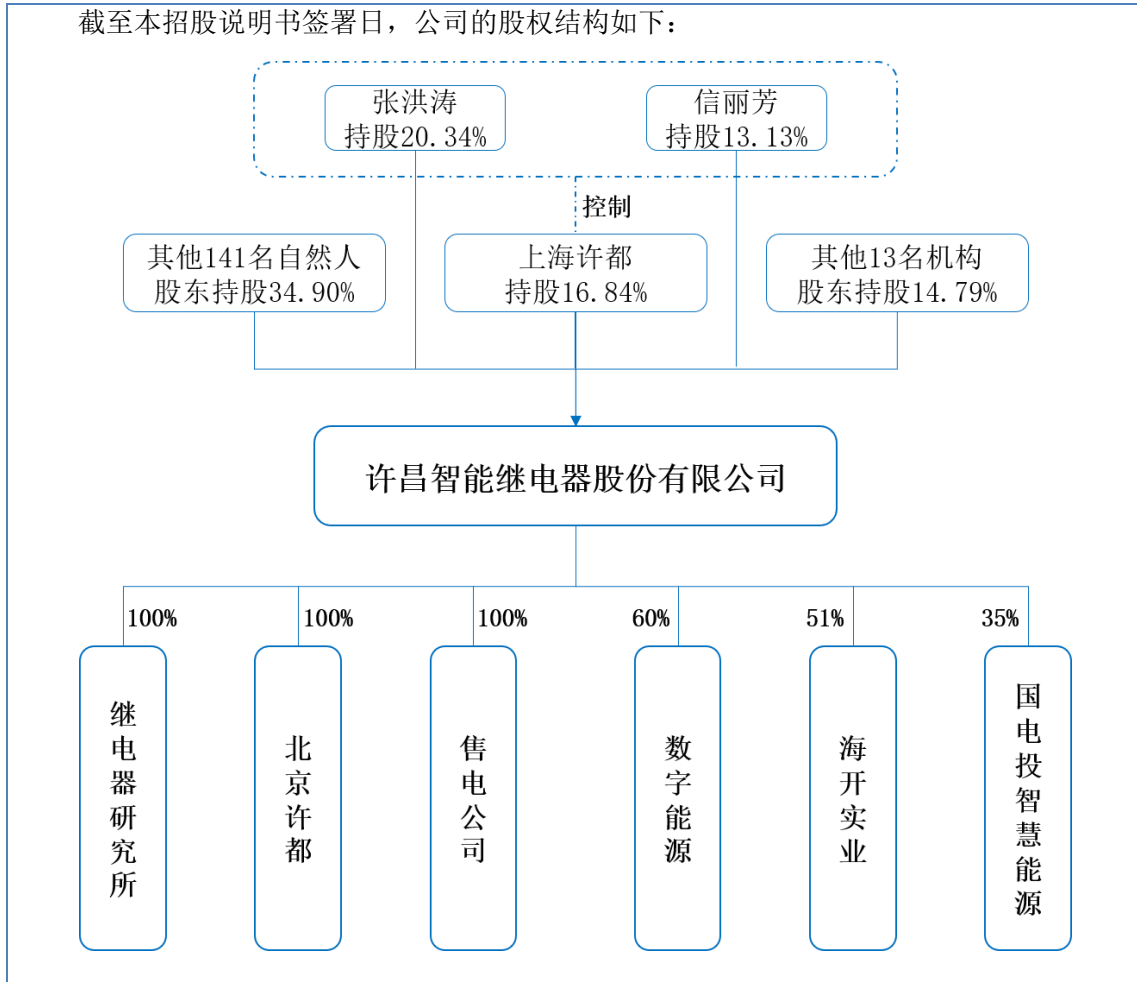 截至本招股说明书签署日，公司的股权结构如下：
张洪涛
持股20.34%
信丽芳
持股13.13%
控制
其他141名自然人
股东持股34.90%
上海许都
持股16.84%
其他13名机构
股东持股14.79%
许昌智能继电器股份有限公司
100%
100%
100%
60%
51%
35%
继电器研究所
北京许都
售电公司
数字能源
海开实业
国电投智慧能源